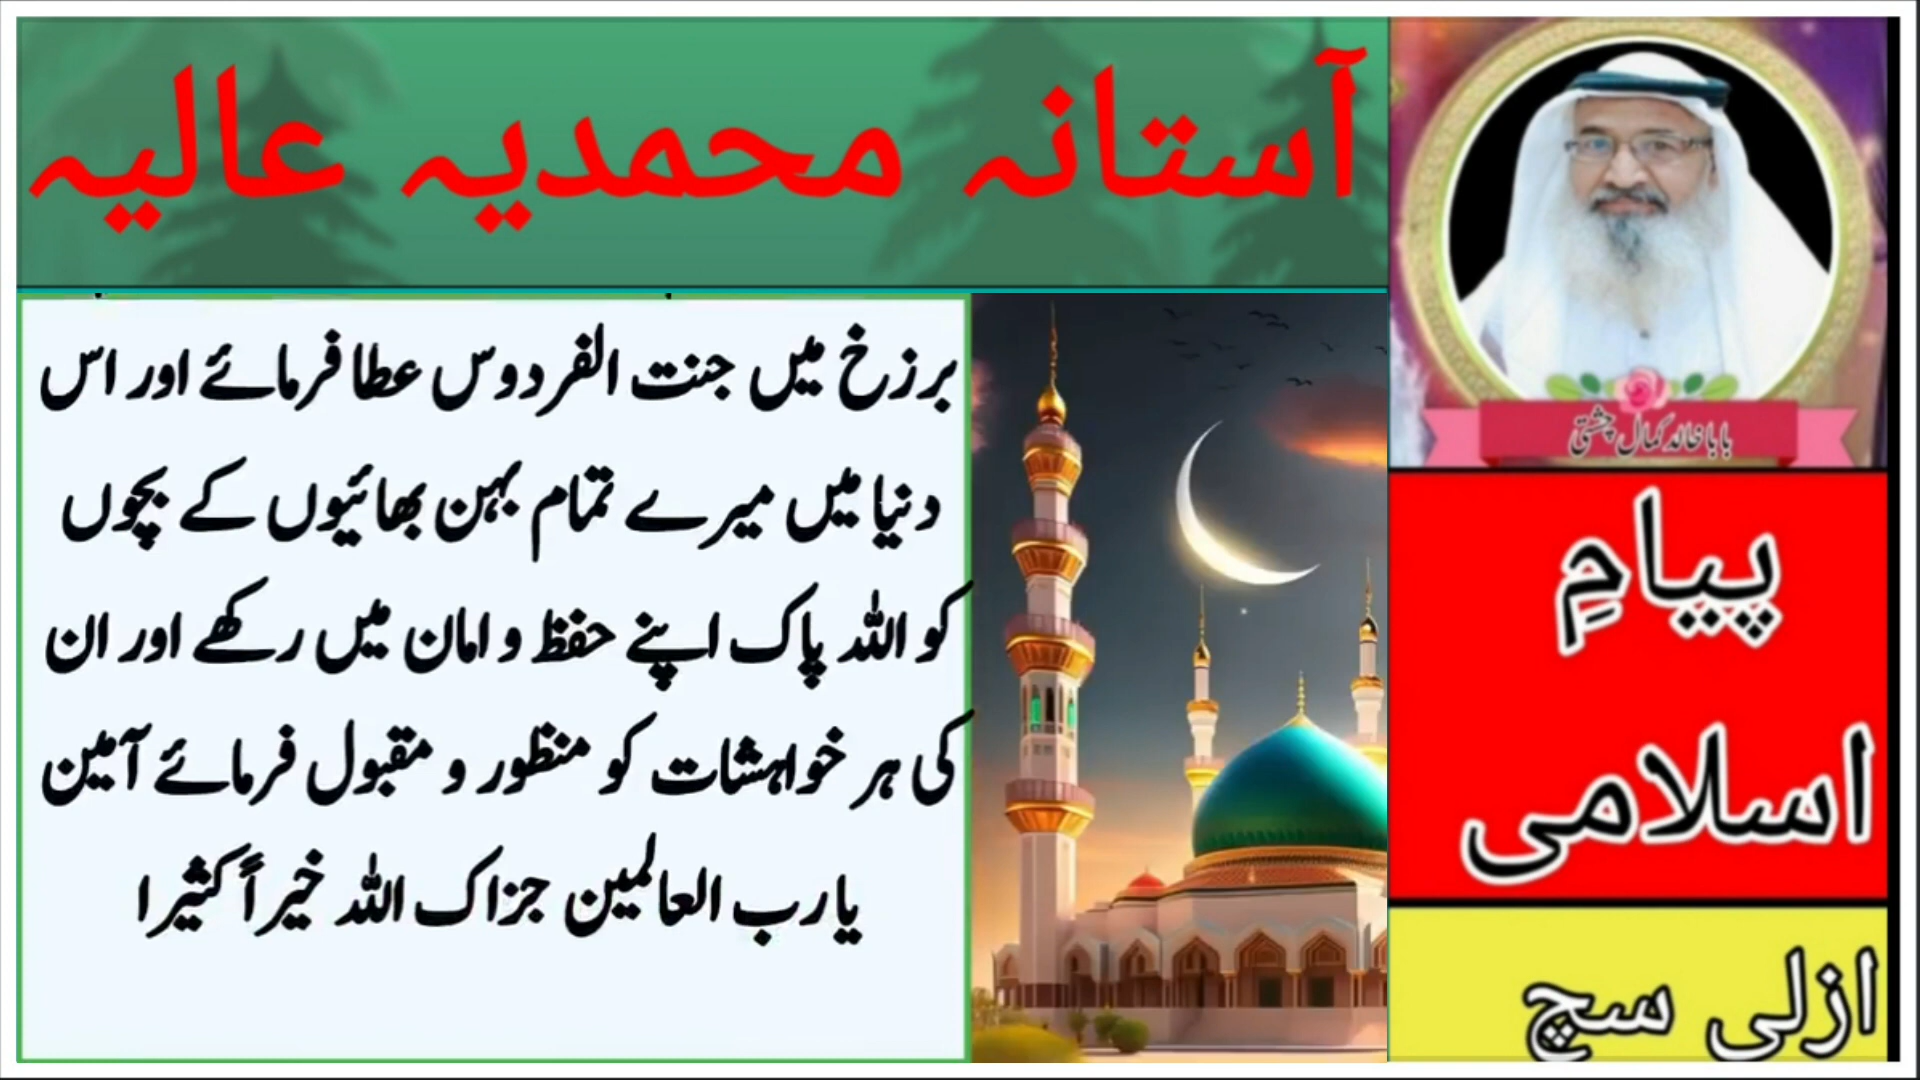 آستانہ محمدیہ عالیہ
برزخ میں جنت الفردوس عطا فرمائے اور اس
دنیا میں میرے تمام بہن بھائیوں کے بچوں
کو اللہ پاک اپنے حفظ و امان میں رکھے اور ان
کی ہر خواہشات کو منظور و مقبول فرمائے آمین
یا رب العالمین جزاک اللہ خیراً کثیرا
بابا خالد کمال چشتی
پیامِ
اسلامی
ازلی سچ